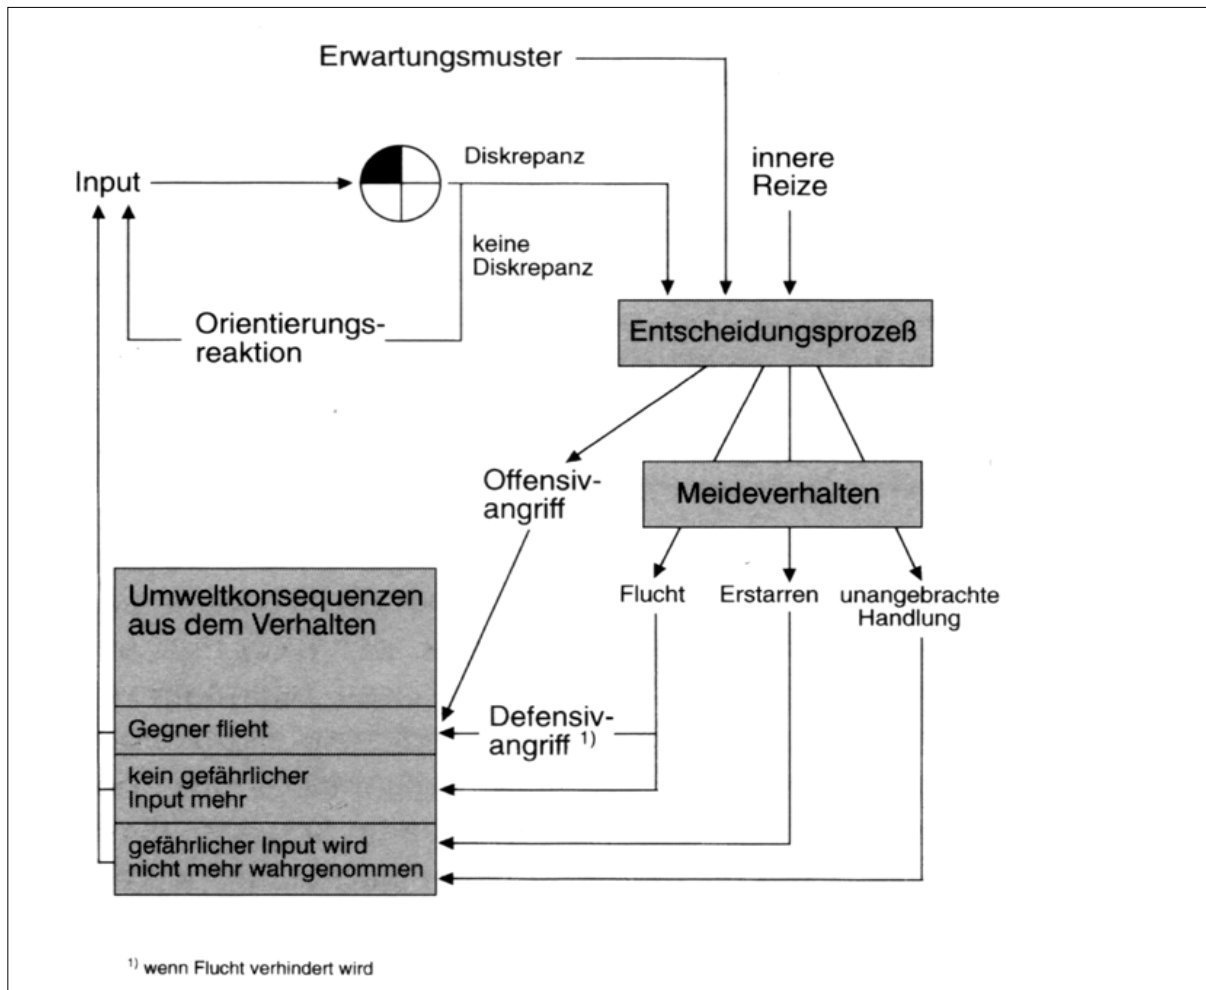 Erwartungsmuster
Diskrepanz
innere
Reize
Input
keine
Diskrepanz
Orientierungs-
reaktion
Entscheidungsprozeß
Offensiv-
angriff
Meideverhalten
Flucht
Erstarren
unangebrachte
Handlung
Umweltkonsequenzen
aus dem Verhalten
Gegner flieht
Defensiv-
angriff 1)
kein gefährlicher
Input mehr
gefährlicher Input wird
nicht mehr wahrgenommen
1) wenn Flucht verhindert wird